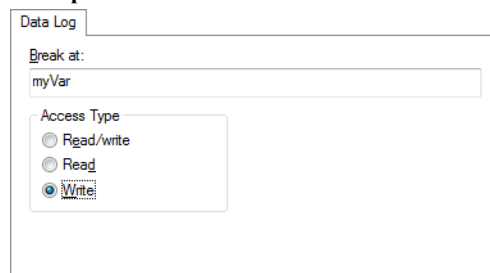 Data Log
Break at:
myVar
Access Type
Read/write
Read
Write